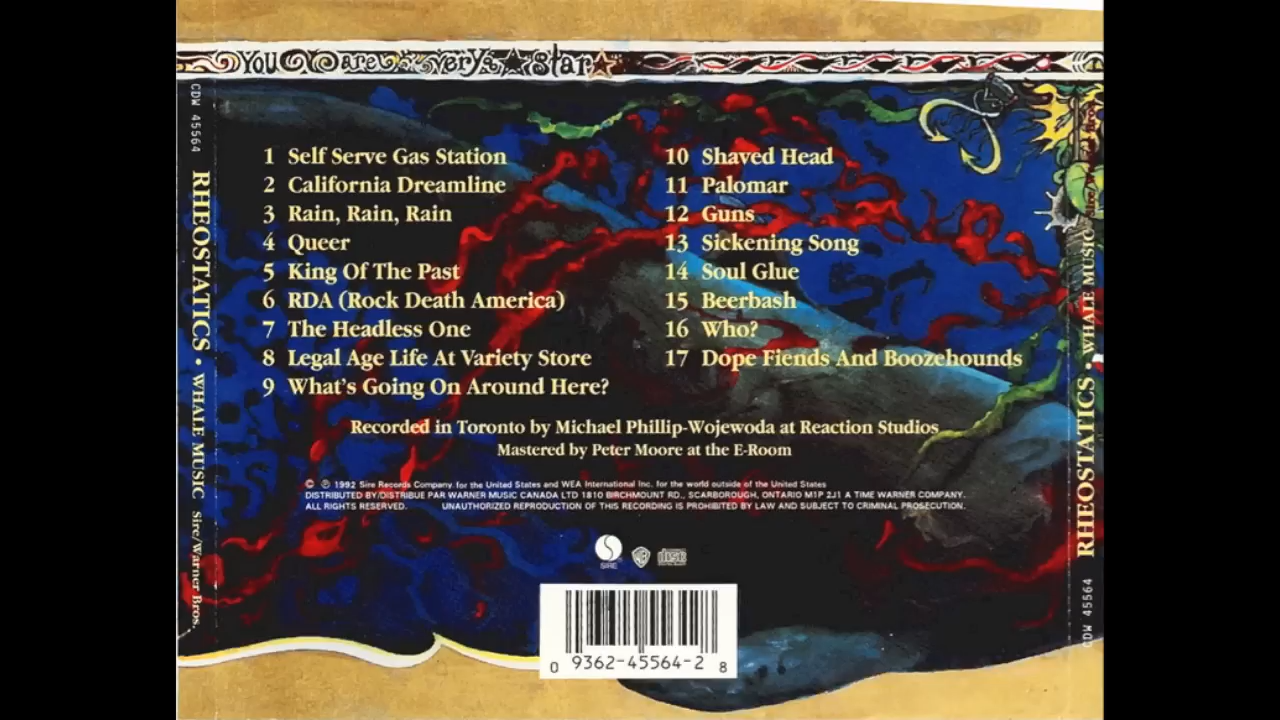 You are very star
1 Self Serve Gas Station
2 California Dreamline
3 Rain, Rain, Rain
4 Queer
5 King Of The Past
6 RDA (Rock Death America)
7 The Headless One
8 Legal Age Life At Variety Store
9 What's Going On Around Here?
10 Shaved Head
11 Palomar
12 Guns
13 Sickening Song
14 Soul Glue
15 Beerbash
16 Who?
17 Dope Fiends And Boozehounds
Recorded in Toronto by Michael Phillip-Wojewoda at Reaction Studios
Mastered by Peter Moore at the E-Room
© ℗ 1992 Sire Records Company for the United States and WEA International Inc. for the world outside of the United States
DISTRIBUTED BY/DISTRIBUE PAR WARNER MUSIC CANADA LTD 1810 BIRCHMOUNT RD., SCARBOROUGH, ONTARIO M1P 2J1 A TIME WARNER COMPANY.
ALL RIGHTS RESERVED. UNAUTHORIZED REPRODUCTION OF THIS RECORDING IS PROHIBITED BY LAW AND SUBJECT TO CRIMINAL PROSECUTION.
SIRE
disc
0 9362-45564-2 8
CDW 45564 RHEOSTATICS • WHALE MUSIC Sire/Warner Bros.
CDW 45564 RHEOSTATICS • WHALE MUSIC